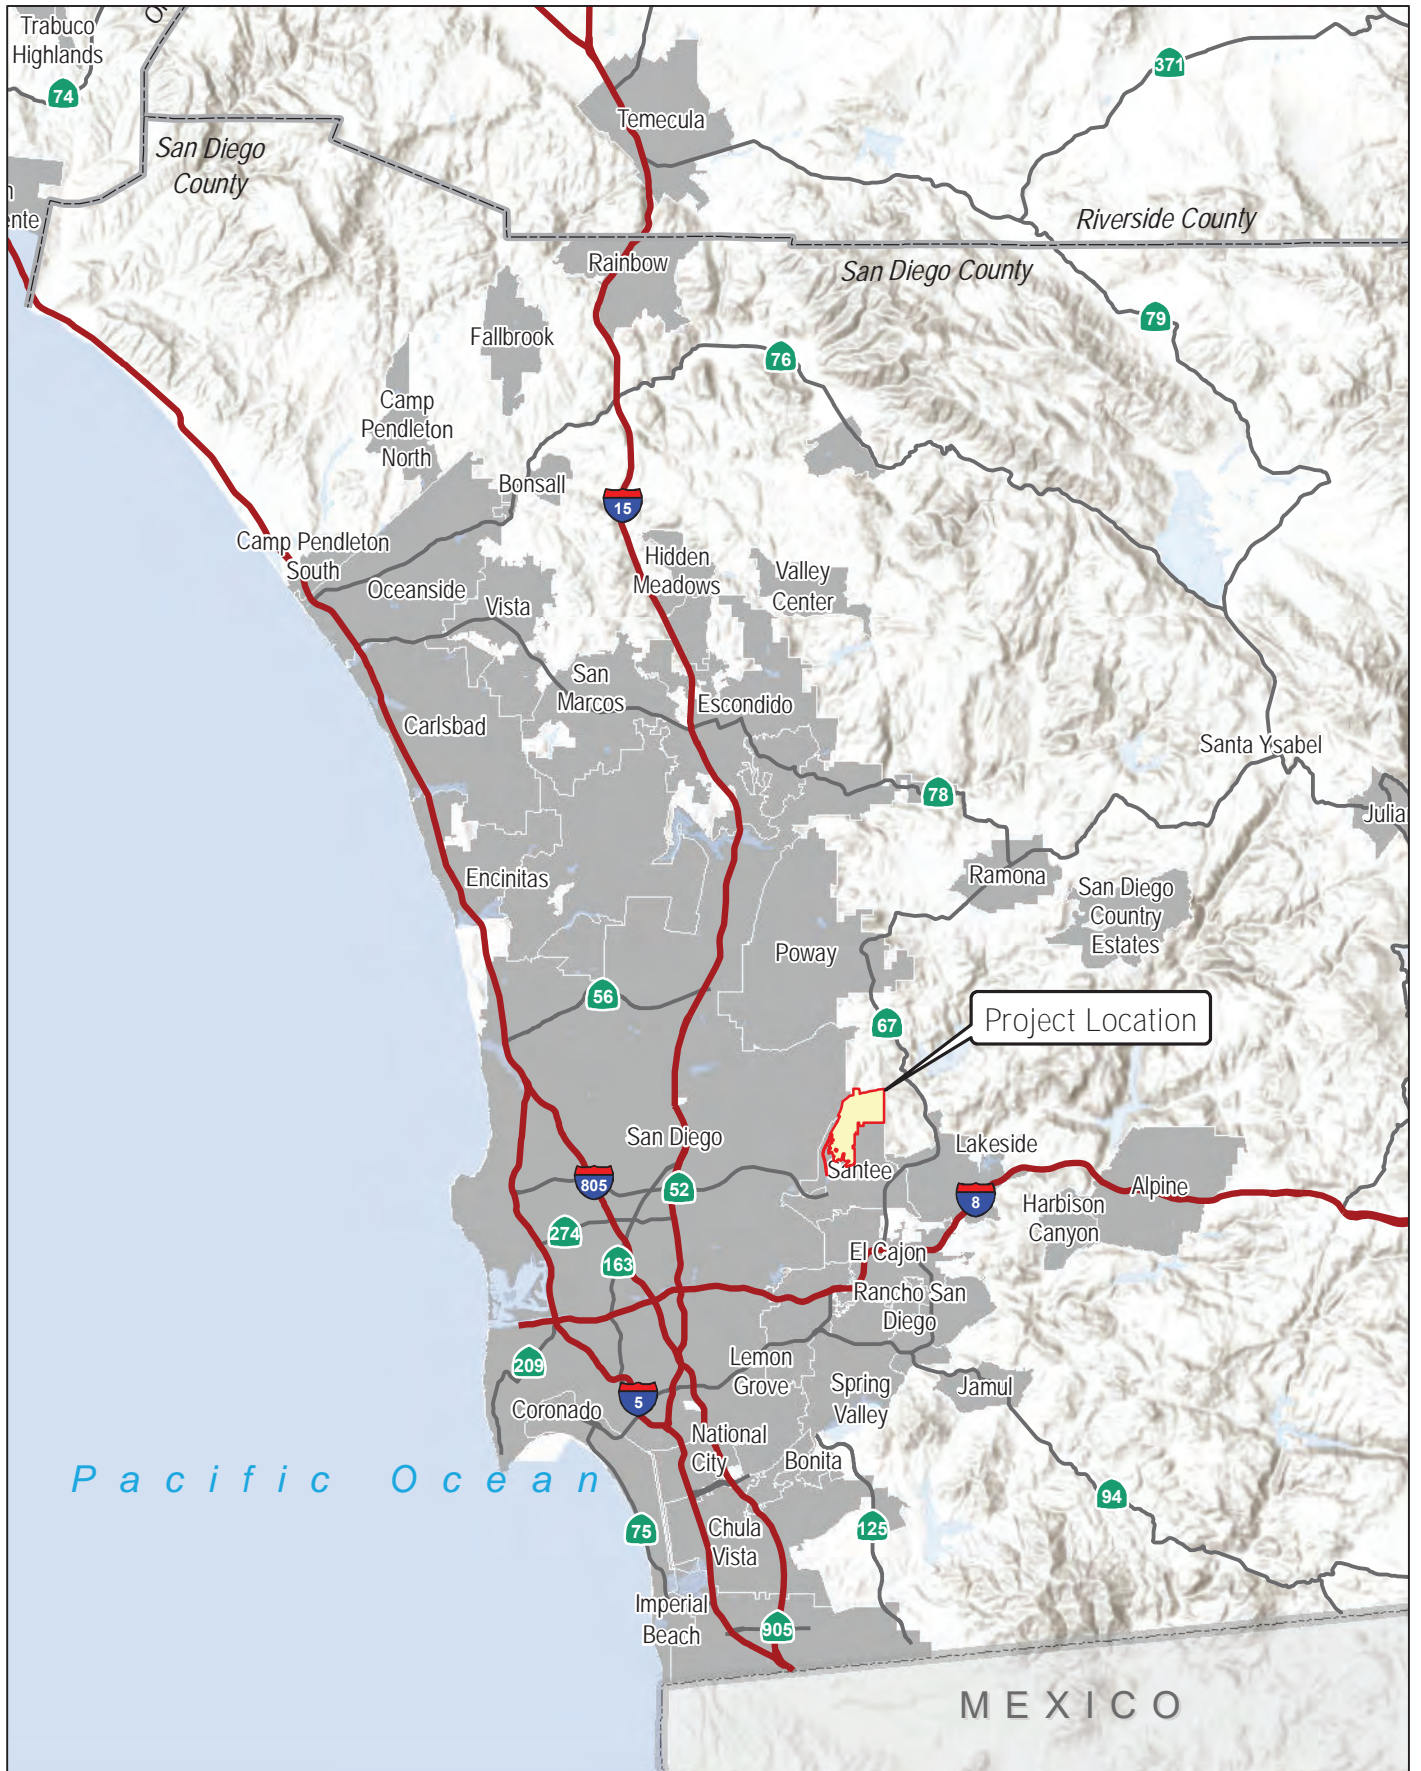 Trabuco
Highlands
74
371
Temecula
San Diego
County
ente
Riverside County
San Diego County
Rainbow
79
Fallbrook
76
Camp
Pendleton
North
Bonsall
15
Camp Pendleton
South
Hidden
Meadows
Valley
Center
Oceanside
Vista
San
Marcos
Escondido
Carlsbad
Santa Ysabel
78
Julia
Encinitas
Ramona
San Diego
Country
Estates
Poway
56
67
Project Location
San Diego
Lakeside
Santee
805
52
8
Alpine
Harbison
Canyon
274
163
El Cajon
Rancho San
Diego
209
Lemon
Grove
Spring
Valley
Jamul
5
Coronado
National
City
Bonita
Pacific Ocean
94
75
Chula
Vista
125
Imperial
Beach
905
MEXICO